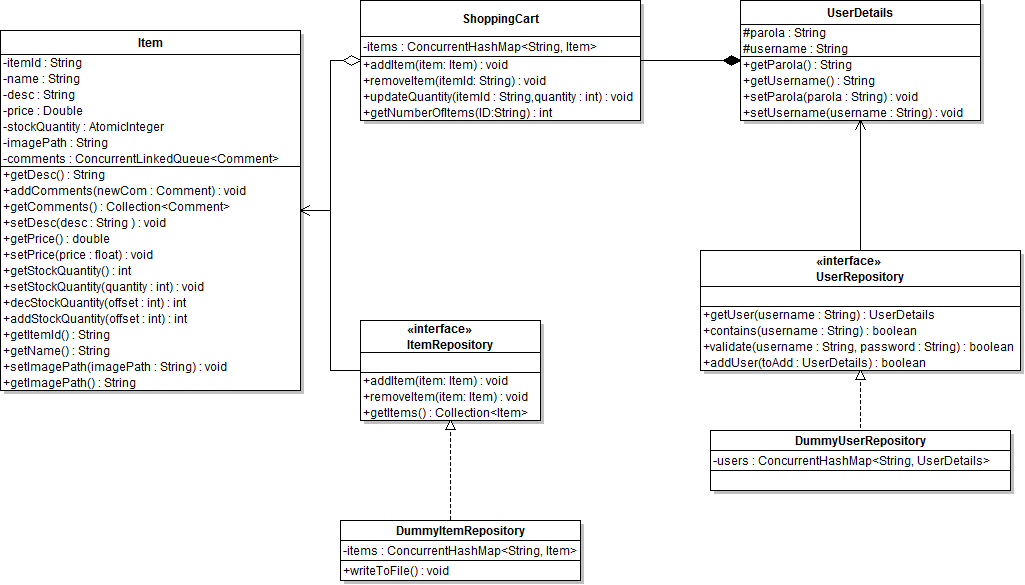 Item
-itemId : String
-name : String
-desc : String
-price : Double
-stockQuantity : AtomicInteger
-imagePath : String
-comments : ConcurrentLinkedQueue<Comment>
+getDesc() : String
+addComments(newCom : Comment) : void
+getComments() : Collection<Comment>
+setDesc(desc : String ) : void
+getPrice() : double
+setPrice(price : float) : void
+getStockQuantity() : int
+setStockQuantity(quantity : int) : void
+decStockQuantity(offset : int) : int
+addStockQuantity(offset : int) : int
+getItemId() : String
+getName() : String
+setImagePath(imagePath : String) : void
+getImagePath() : String
ShoppingCart
-items : ConcurrentHashMap<String, Item>
+addItem(item: Item) : void
+removeItem(itemId: String) : void
+updateQuantity(itemId : String,quantity : int) : void
+getNumberOfItems(ID:String) : int
UserDetails
#parola : String
#username : String
+getParola() : String
+getUsername() : String
+setParola(parola : String) : void
+setUsername(username : String) : void
«interface»
UserRepository
+getUser(username : String) : UserDetails
+contains(username : String) : boolean
+validate(username : String, password : String) : boolean
+addUser(toAdd : UserDetails) : boolean
«interface»
ItemRepository
+addItem(item: Item) : void
+removeItem(item: Item) : void
+getItems() : Collection<Item>
DummyUserRepository
-users : ConcurrentHashMap<String, UserDetails>
DummyItemRepository
-items : ConcurrentHashMap<String, Item>
+writeToFile() : void